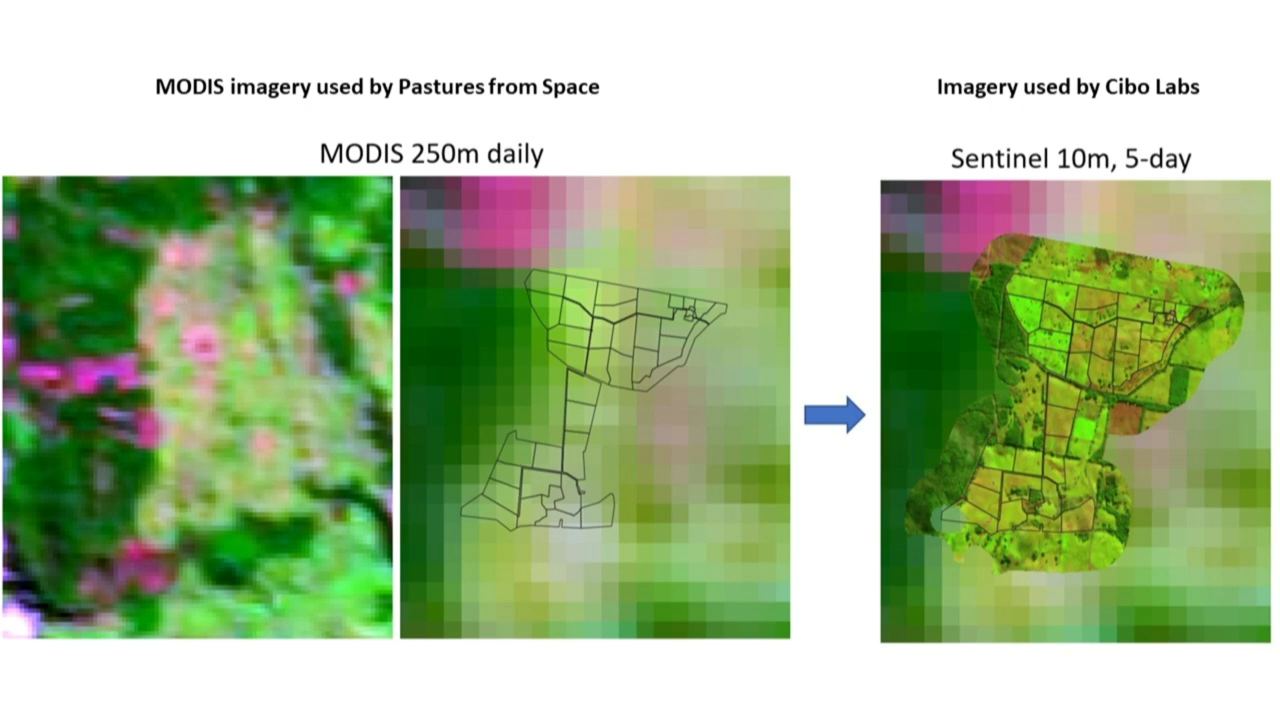 MODIS imagery used by Pastures from Space
Imagery used by Cibo Labs
MODIS 250m daily
Sentinel 10m, 5-day